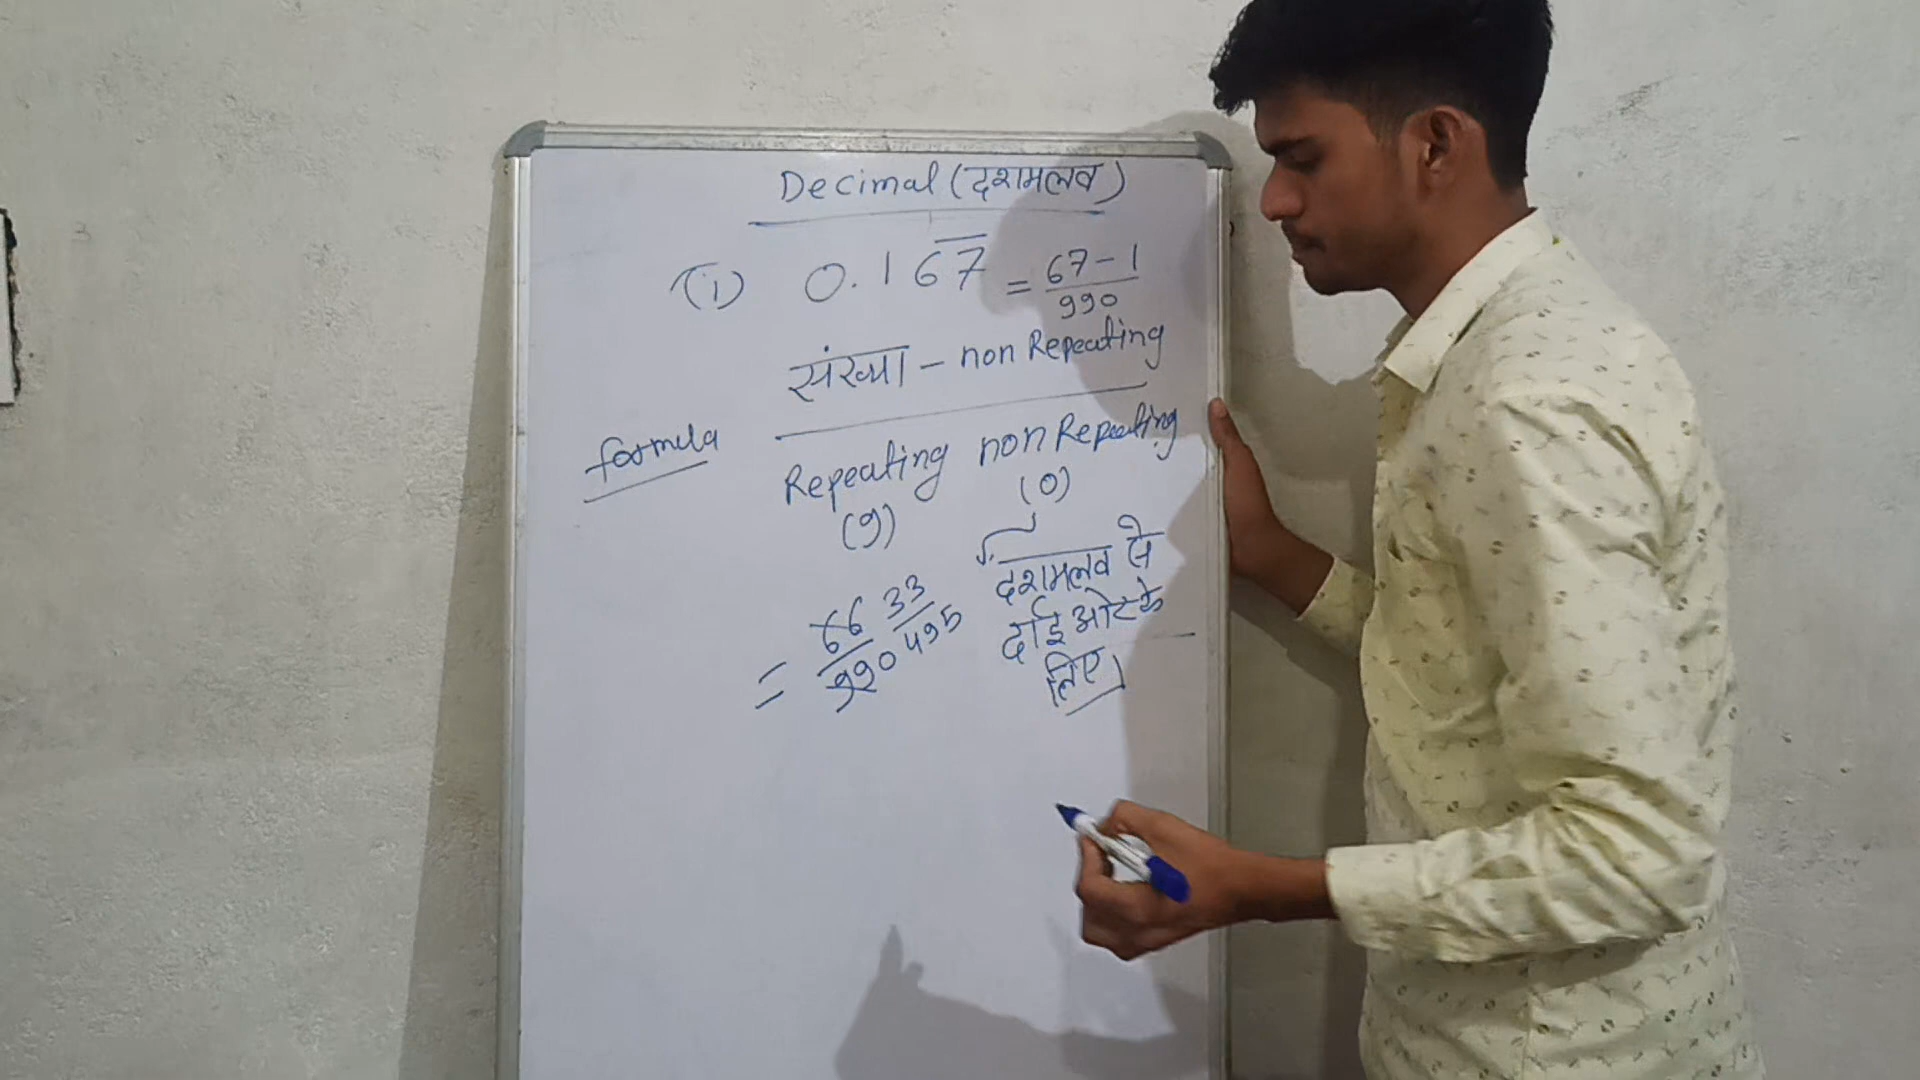 Decimal (दशमलव)
(i) 0.167̅ = 67-1
990
संख्या - non Repeating
formula
Repeating non Repeating
(9) (0)
दशमलव से
दाई ओर के
लिए।
= 66 33
990 495